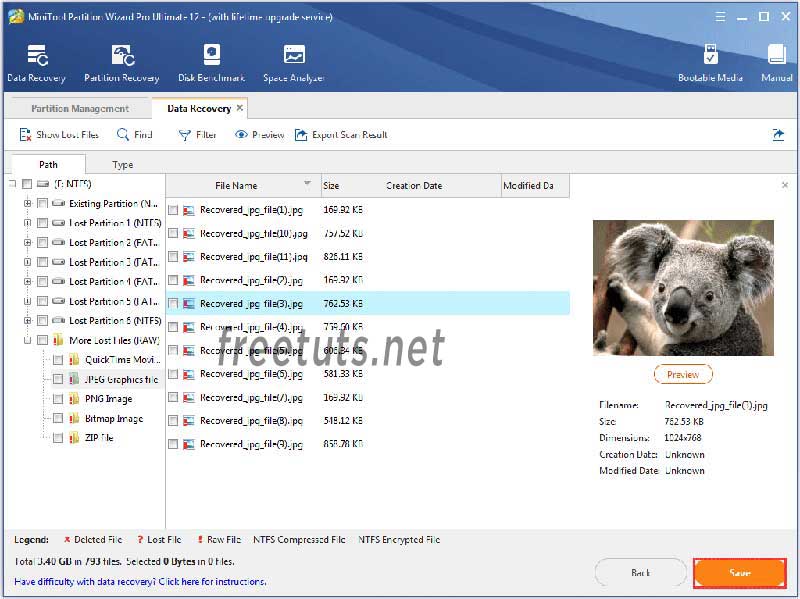 MiniTool Partition Wizard Pro Ultimate 12 - (with lifetime upgrade service)
Data Recovery Partition Recovery Disk Benchmark Space Analyzer Bootable Media Manual
Partition Management Data Recovery
Show Lost Files Find Filter Preview Export Scan Result
Path Type
File Name Size Creation Date Modified Da
(F: NTFS)
Existing Partition (N...
Lost Partition 1 (NTFS)
Lost Partition 2 (FAT...
Lost Partition 3 (FAT...
Lost Partition 4 (FAT...
Lost Partition 5 (FAT...
Lost Partition 6 (NTFS)
More Lost Files (RAW)
QuickTime Movi...
JPEG Graphics file
PNG Image
Bitmap Image
ZIP file
Recovered_jpg_file(1).jpg 169.92 KB
Recovered_jpg_file(10).jpg 757.52 KB
Recovered_jpg_file(11).jpg 826.11 KB
Recovered_jpg_file(2).jpg 169.92 KB
Recovered_jpg_file(3).jpg 762.53 KB
Recovered_jpg_file(4).jpg 759.60 KB
Recovered_jpg_file(5).jpg 606.34 KB
Recovered_jpg_file(6).jpg 581.33 KB
Recovered_jpg_file(7).jpg 169.92 KB
Recovered_jpg_file(8).jpg 548.12 KB
Recovered_jpg_file(9).jpg 858.78 KB
freetuts.net
Preview
Filename: Recovered_jpg_file(3).jpg
Size: 762.53 KB
Dimensions: 1024x768
Creation Date: Unknown
Modified Date: Unknown
Legend: Deleted File Lost File Raw File NTFS Compressed File NTFS Encrypted File
Total 3.40 GB in 793 files. Selected 0 Bytes in 0 files.
Have difficulty with data recovery? Click here for instructions.
Back Save